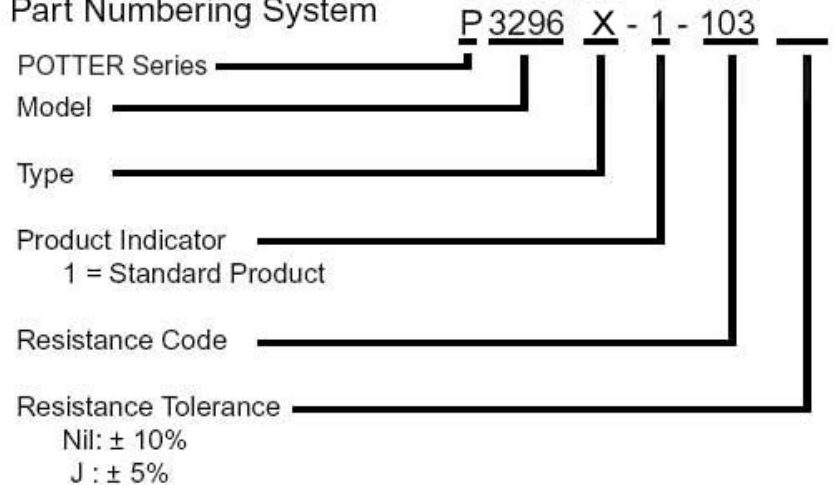 Part Numbering System
P 3296 X - 1 - 103
POTTER Series
Model
Type
Product Indicator
1 = Standard Product
Resistance Code
Resistance Tolerance
Nil: ± 10%
J : ± 5%